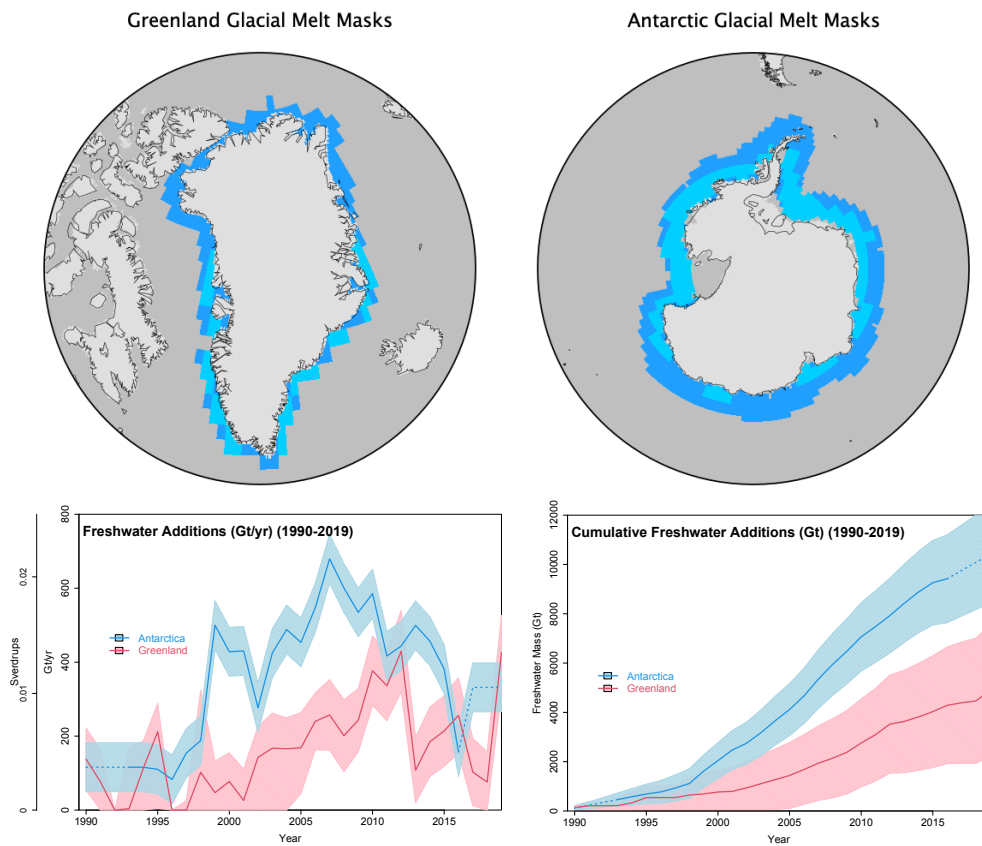 Greenland Glacial Melt Masks
Antarctic Glacial Melt Masks
Freshwater Additions (Gt/yr) (1990-2019)
Sverdrups
0
0.01
0.02
Gt/yr
0
200
400
600
800
Antarctica
Greenland
1990
1995
2000
2005
2010
2015
Year
Cumulative Freshwater Additions (Gt) (1990-2019)
Freshwater Mass (Gt)
0
2000
4000
6000
8000
10000
12000
Antarctica
Greenland
1990
1995
2000
2005
2010
2015
Year